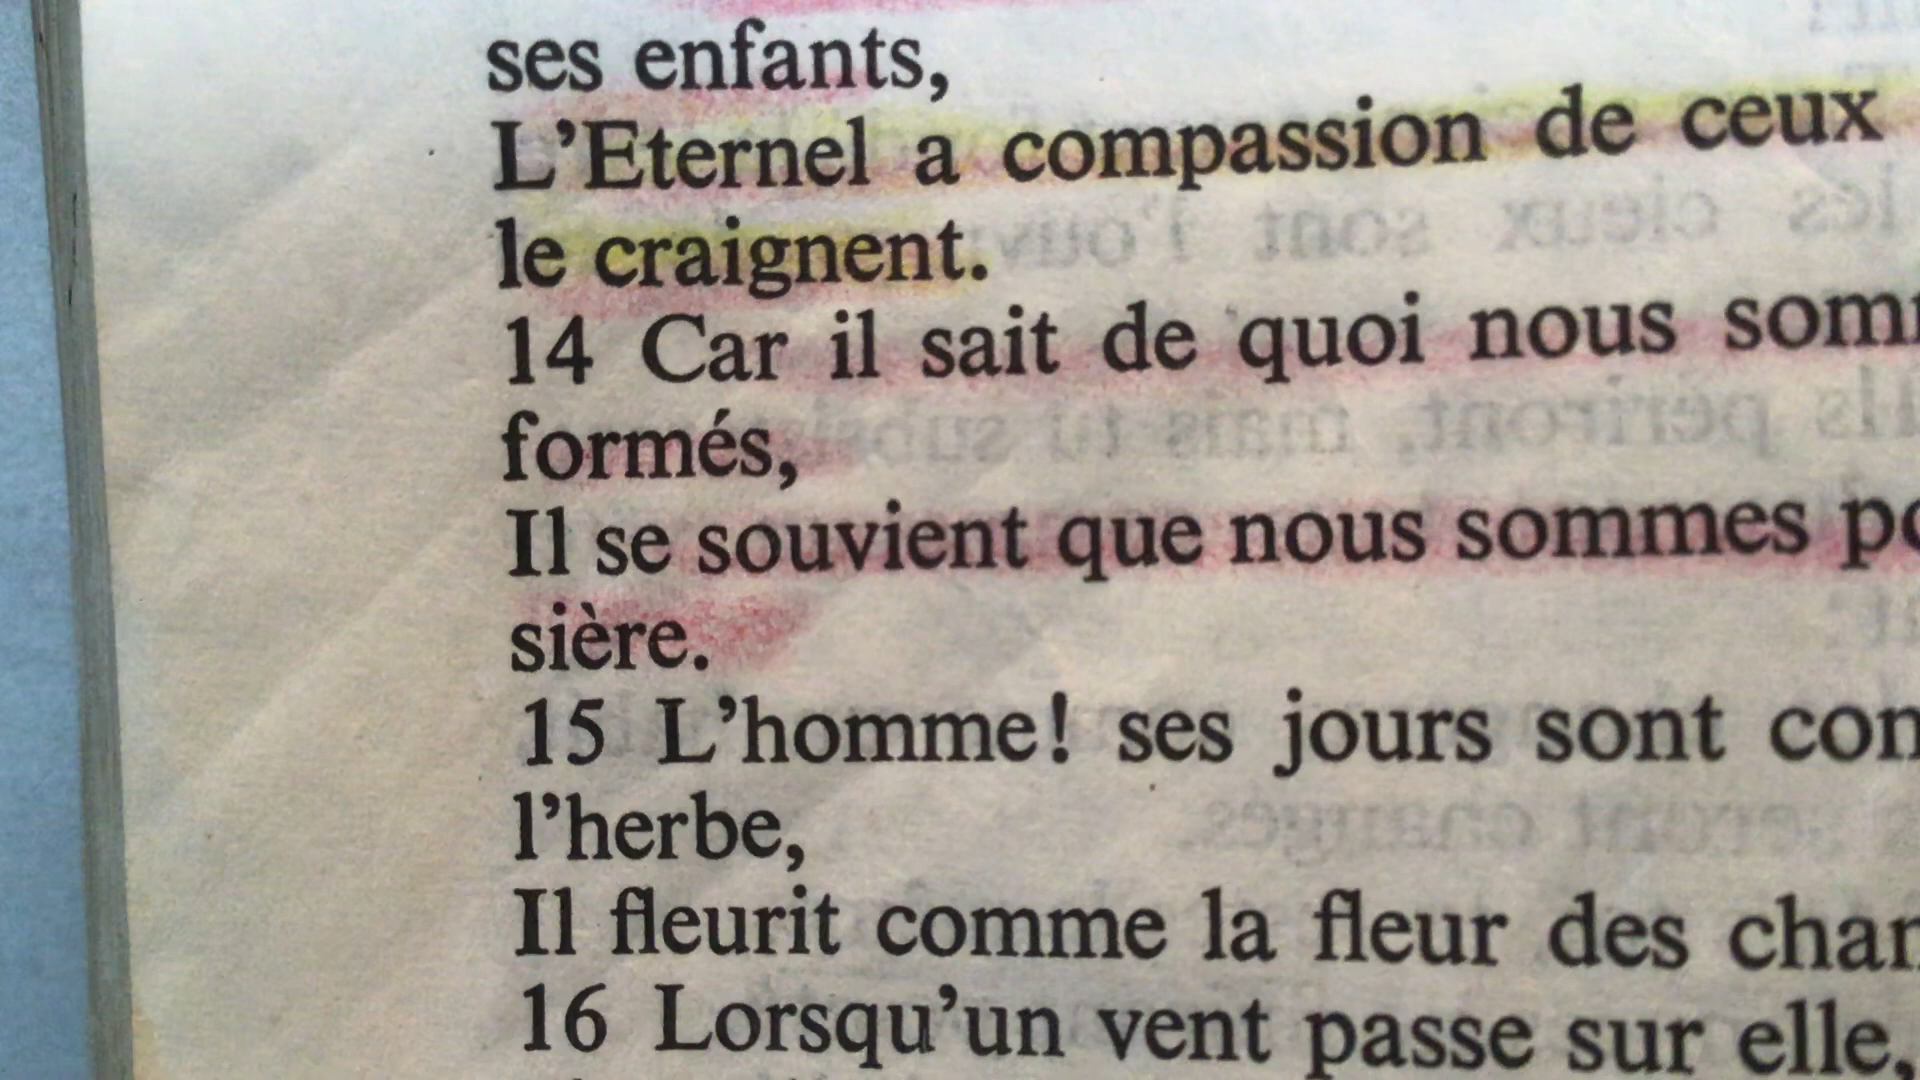 ses enfants,
L'Eternel a compassion de ceux
le craignent.
14 Car il sait de quoi nous som
formés,
Il se souvient que nous sommes po
sière.
15 L'homme! ses jours sont con
l'herbe,
Il fleurit comme la fleur des chan
16 Lorsqu'un vent passe sur elle,